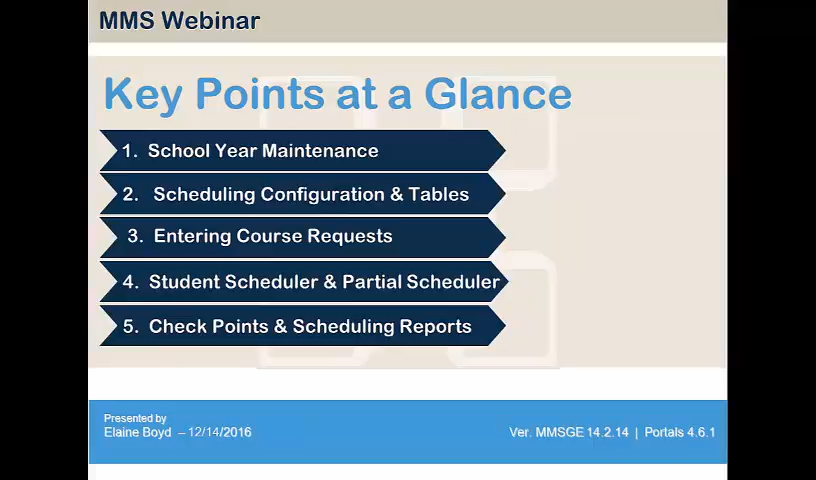 MMS Webinar
Key Points at a Glance
1. School Year Maintenance
2. Scheduling Configuration & Tables
3. Entering Course Requests
4. Student Scheduler & Partial Scheduler
5. Check Points & Scheduling Reports
Presented by
Elaine Boyd – 12/14/2016
Ver. MMSGE 14.2.14 | Portals 4.6.1